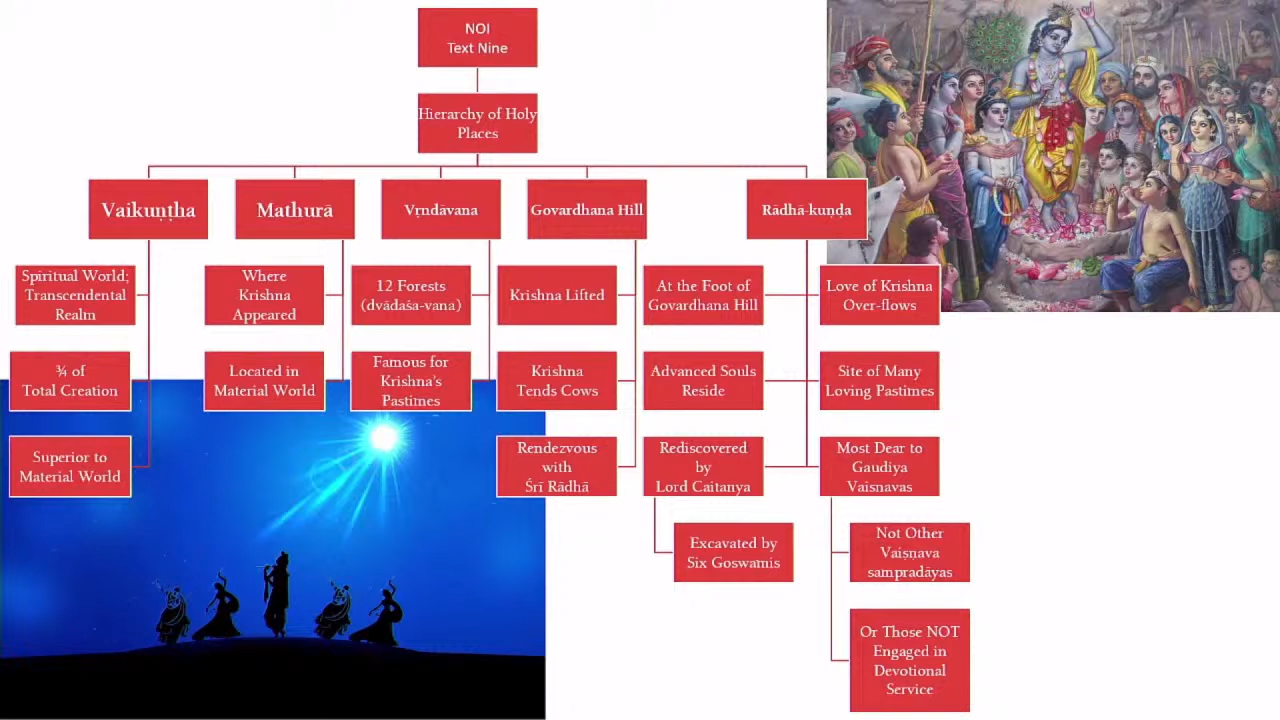 NOI
Text Nine
Hierarchy of Holy
Places
Vaikuṇṭha
Mathurā
Vṛndāvana
Govardhana Hill
Rādhā-kuṇḍa
Spiritual World;
Transcendental
Realm
¾ of
Total Creation
Superior to
Material World
Where
Krishna
Appeared
Located in
Material World
12 Forests
(dvādaśa-vana)
Famous for
Krishna's
Pastimes
Krishna Lifted
Krishna
Tends Cows
Rendezvous
with
Śrī Rādhā
At the Foot of
Govardhana Hill
Advanced Souls
Reside
Rediscovered
by
Lord Caitanya
Excavated by
Six Goswamis
Love of Krishna
Over-flows
Site of Many
Loving Pastimes
Most Dear to
Gaudiya
Vaisnavas
Not Other
Vaiṣṇava
sampradāyas
Or Those NOT
Engaged in
Devotional
Service